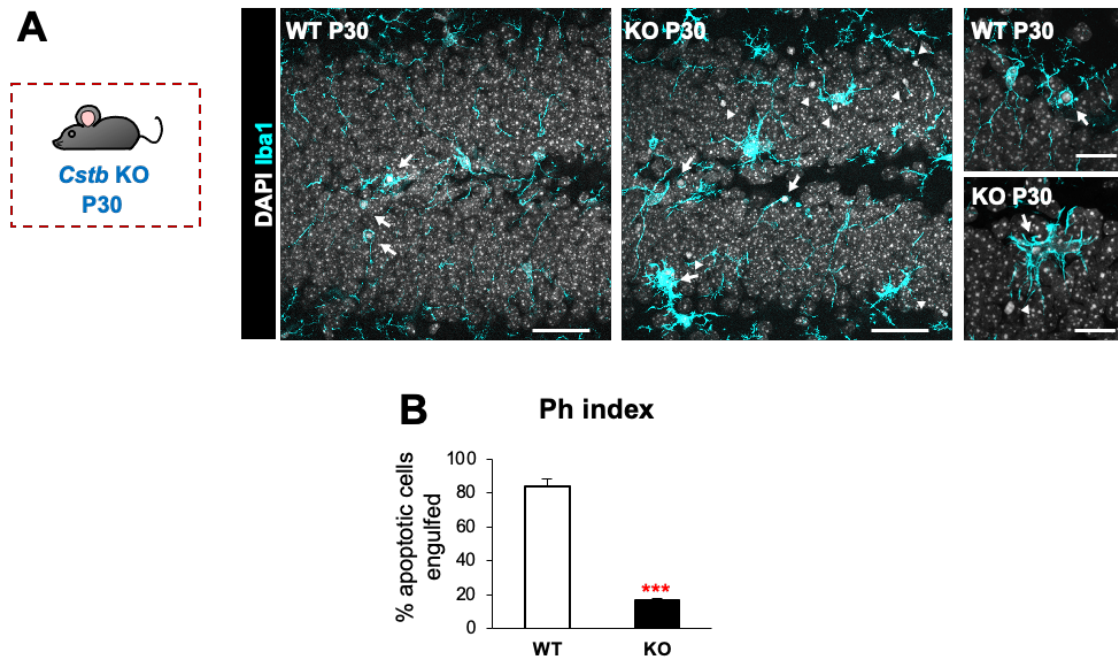 A
Cstb KO
P30
DAPI Iba1
WT P30
KO P30
WT P30
KO P30
B
Ph index
% apoptotic cells
engulfed
100
80
60
40
20
0
***
WT
KO